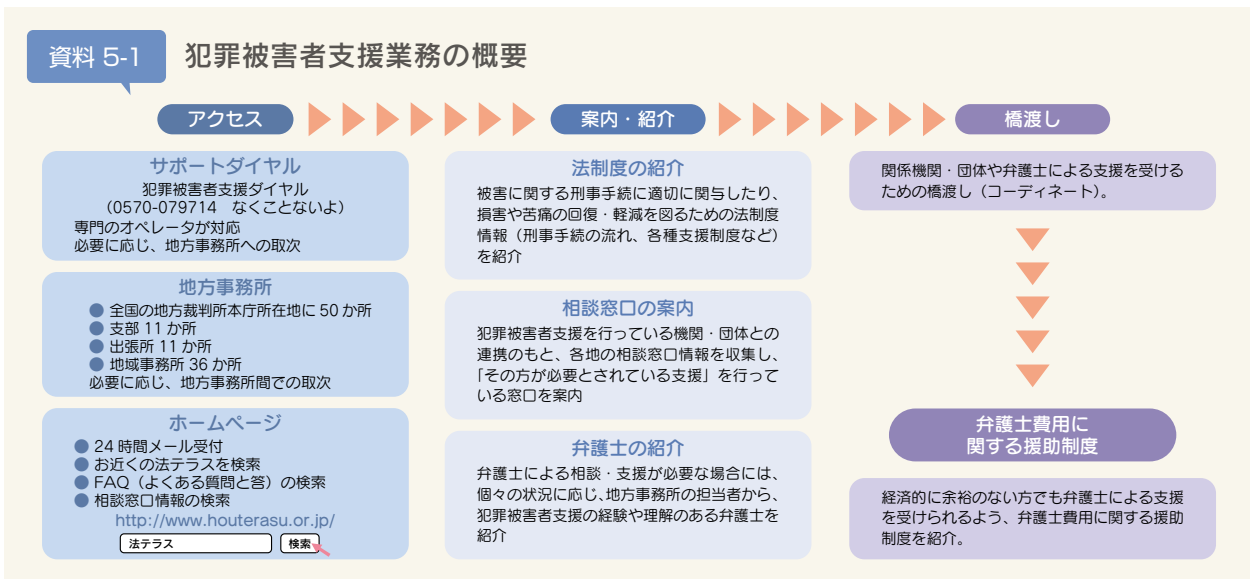 資料 5-1
犯罪被害者支援業務の概要
アクセス
案内・紹介
橋渡し
サポートダイヤル
犯罪被害者支援ダイヤル
（0570-079714　なくことないよ）
専門のオペレータが対応
必要に応じ、地方事務所への取次
地方事務所
● 全国の地方裁判所本庁所在地に 50 か所
● 支部 11 か所
● 出張所 11 か所
● 地域事務所 36 か所
必要に応じ、地方事務所間での取次
ホームページ
● 24 時間メール受付
● お近くの法テラスを検索
● FAQ（よくある質問と答）の検索
● 相談窓口情報の検索
http://www.houterasu.or.jp/
法テラス
検索
法制度の紹介
被害に関する刑事手続に適切に関与したり、
損害や苦痛の回復・軽減を図るための法制度
情報（刑事手続の流れ、各種支援制度など）
を紹介
相談窓口の案内
犯罪被害者支援を行っている機関・団体との
連携のもと、各地の相談窓口情報を収集し、
「その方が必要とされている支援」を行って
いる窓口を案内
弁護士の紹介
弁護士による相談・支援が必要な場合には、
個々の状況に応じ、地方事務所の担当者から、
犯罪被害者支援の経験や理解のある弁護士を
紹介
関係機関・団体や弁護士による支援を受ける
ための橋渡し（コーディネート）。
弁護士費用に
関する援助制度
経済的に余裕のない方でも弁護士による支援
を受けられるよう、弁護士費用に関する援助
制度を紹介。